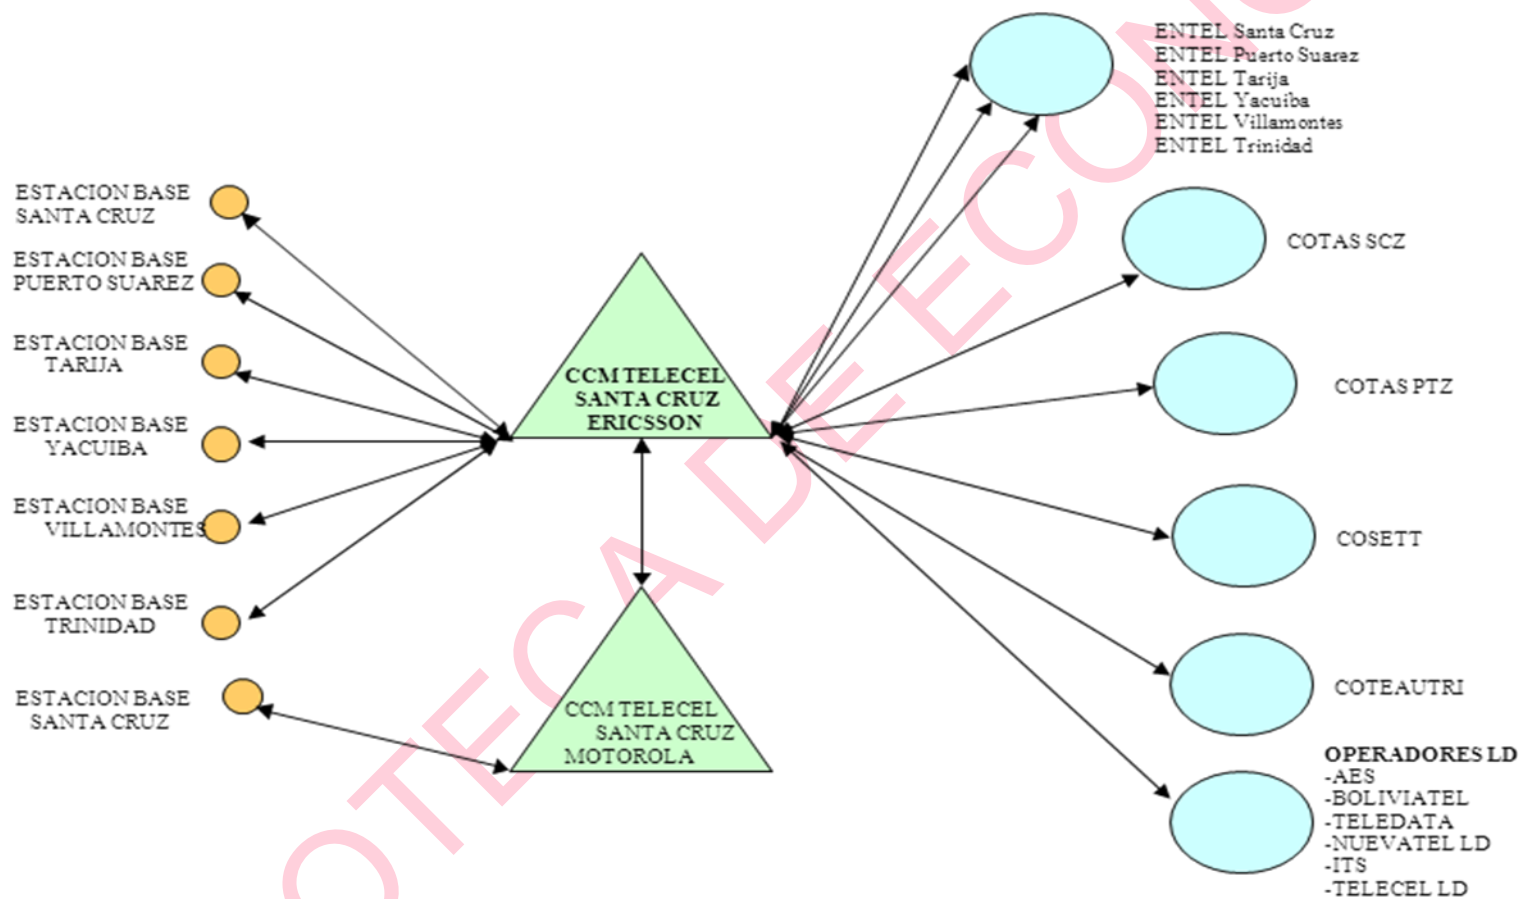 ENTEL Santa Cruz
ENTEL Puerto Suarez
ENTEL Tarija
ENTEL Yacuiba
ENTEL Villamontes
ENTEL Trinidad
ESTACION BASE
SANTA CRUZ
ESTACION BASE
PUERTO SUAREZ
ESTACION BASE
TARIJA
ESTACION BASE
YACUIBA
ESTACION BASE
VILLAMONTES
ESTACION BASE
TRINIDAD
ESTACION BASE
SANTA CRUZ
CCM TELECEL
SANTA CRUZ
ERICSSON
CCM TELECEL
SANTA CRUZ
MOTOROLA
COTAS SCZ
COTAS PTZ
COSETT
COTEAUTRI
OPERADORES LD
-AES
-BOLIVIATEL
-TELEDATA
-NUEVATEL LD
-ITS
-TELECEL LD
OTECA DE ECON